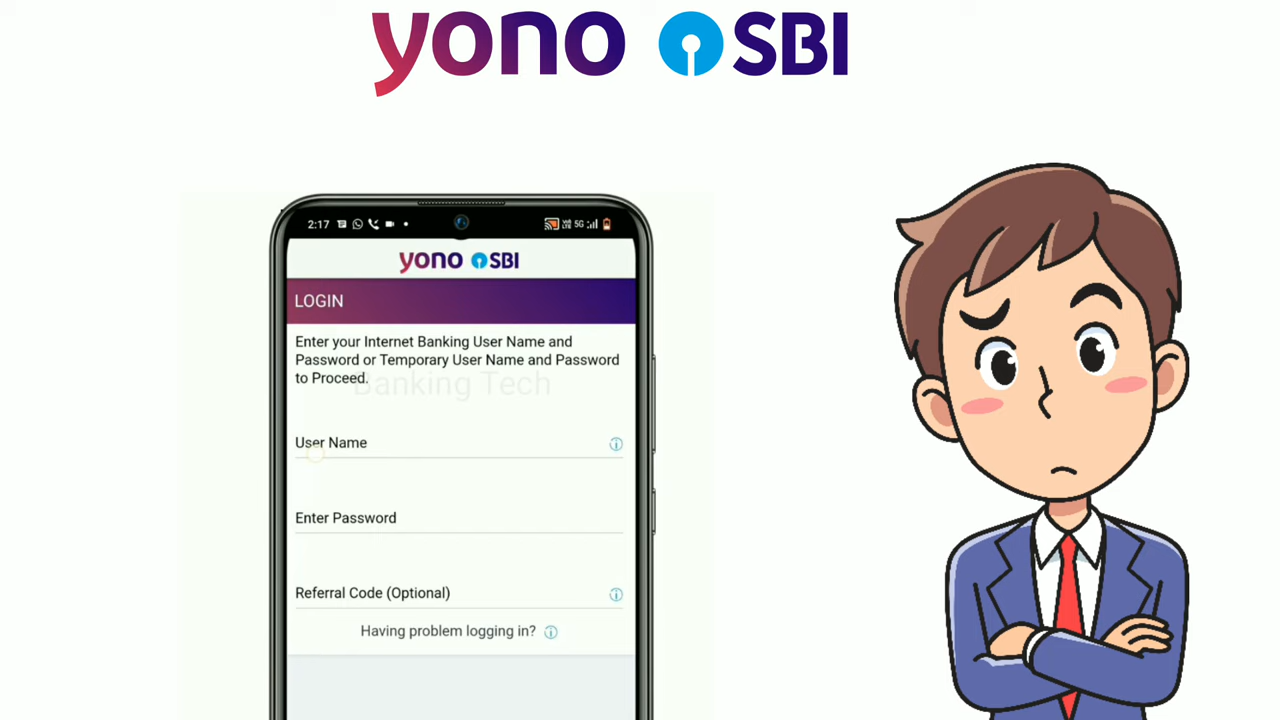 yono SBI
2:17 5G
yono SBI
LOGIN
Enter your Internet Banking User Name and
Password or Temporary User Name and Password
to Proceed.
Banking Tech
User Name
Enter Password
Referral Code (Optional)
Having problem logging in?